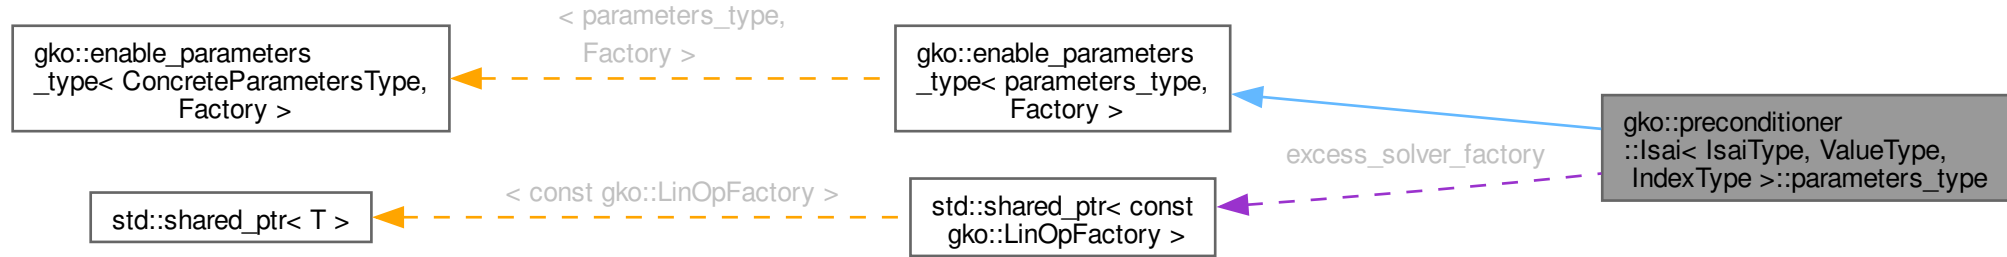 gko::enable_parameters
_type< ConcreteParametersType,
Factory >
< parameters_type,
Factory >
gko::enable_parameters
_type< parameters_type,
Factory >
gko::preconditioner
::Isai< IsaiType, ValueType,
IndexType >::parameters_type
excess_solver_factory
std::shared_ptr< T >
< const gko::LinOpFactory >
std::shared_ptr< const
gko::LinOpFactory >